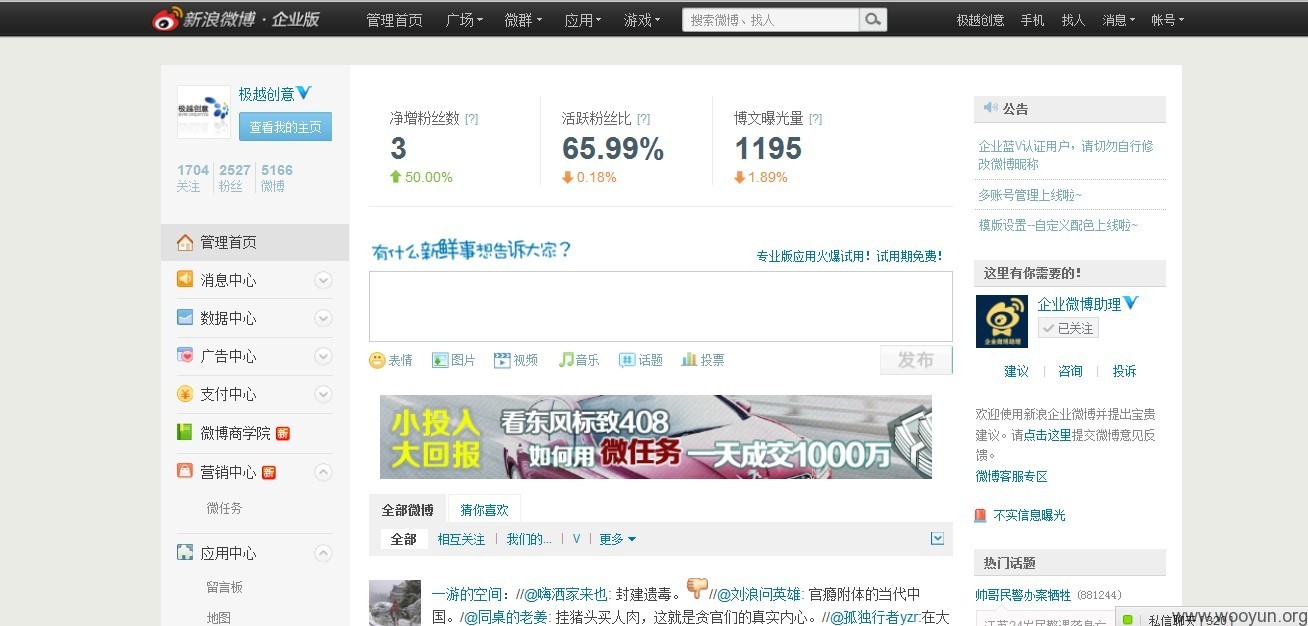 新浪微博·企业版 管理首页 广场 微群 应用 游戏 搜索微博、找人 极越创意 手机 找人 消息 帐号
极越创意
极越创意
查看我的主页
1704 2527 5166
关注 粉丝 微博
管理首页
消息中心
数据中心
广告中心
支付中心
微博商学院 新
营销中心 新
微任务
应用中心
留言板
地图
净增粉丝数 [?] 活跃粉丝比 [?] 博文曝光量 [?]
3 65.99% 1195
50.00% 0.18% 1.89%
有什么新鲜事想告诉大家?
专业版应用火爆试用!试用期免费!
表情 图片 视频 音乐 话题 投票 发布
小投入 看东风标致408
大回报 如何用微任务一天成交1000万
全部微博 猜你喜欢
全部 相互关注 我们的... V 更多
一游的空间: //@嗨洒家来也: 封建遗毒。 //@刘浪问英雄: 官瘾附体的当代中
国。//@同桌的老姜: 挂猪头买人肉，这就是贪官们的真实内心。//@孤独行者yzr:在大
公告
企业蓝V认证用户，请切勿自行修
改微博昵称
多账号管理上线啦~
模版设置--自定义配色上线啦~
这里有你需要的!
企业微博助理
企业微博助理
已关注
建议 咨询 投诉
欢迎使用新浪企业微博并提出宝贵
建议。请点击这里提交微博意见反
馈。
微博客服专区
不实信息曝光
热门话题
帅哥民警办案牺牲 (881244)
私信聊天
www.wooyun.org